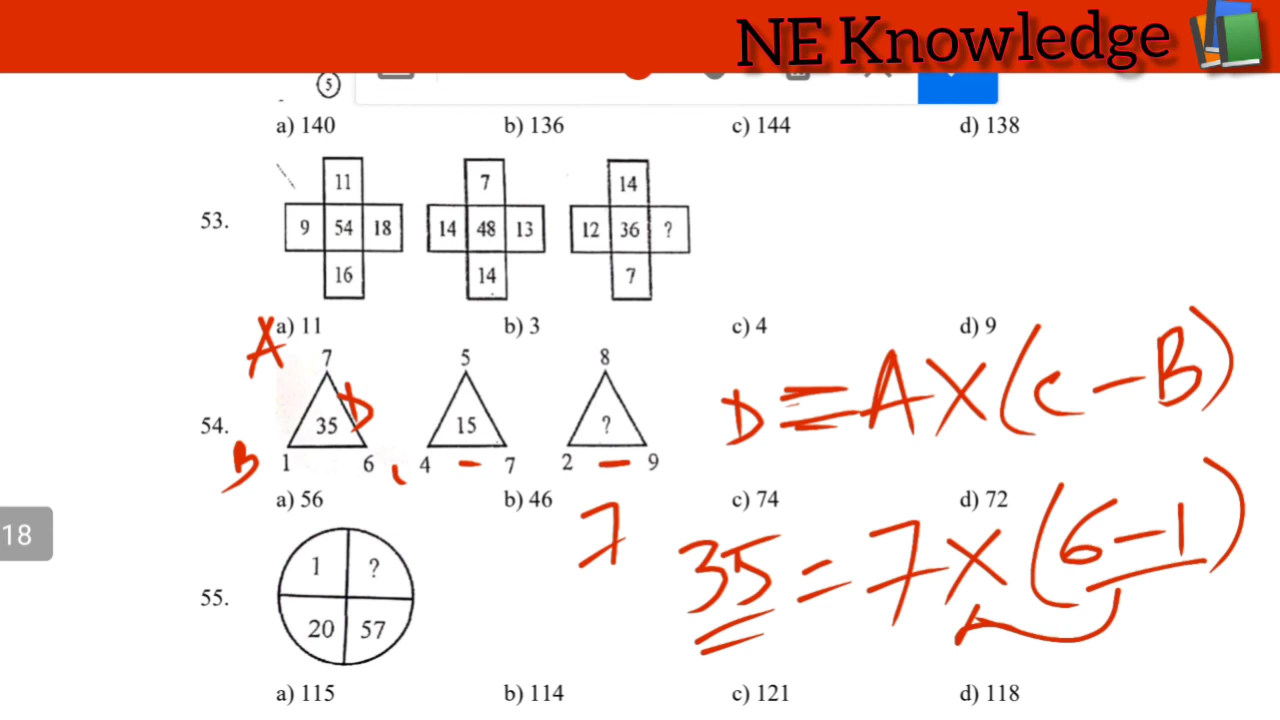 NE Knowledge
5
a) 140 b) 136 c) 144 d) 138
53.
11 7 14
9 54 18 14 48 13 12 36 ?
16 14 7
a) 11 b) 3 c) 4 d) 9
A
7 5 8
54. 35 D 15 ? D = A X (C - B)
B 1 6 C 4 - 7 2 - 9
a) 56 b) 46 c) 74 d) 72
7 35 = 7 X (6 - 1)
18
55. 1 ?
20 57
a) 115 b) 114 c) 121 d) 118